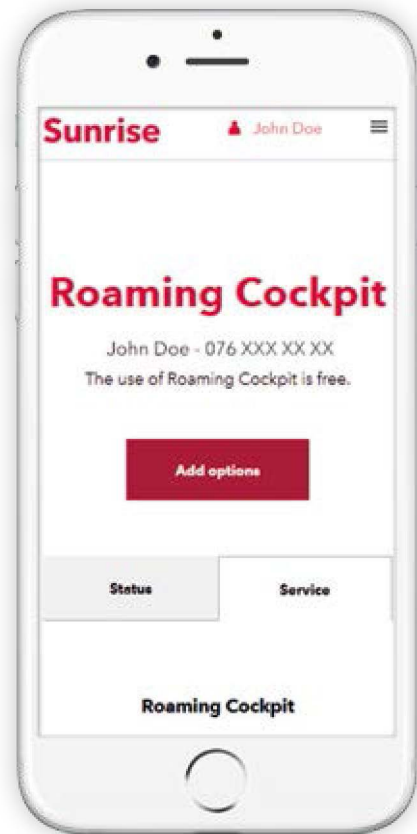 Sunrise
John Doe
Roaming Cockpit
John Doe - 076 XXX XX XX
The use of Roaming Cockpit is free.
Add options
Status
Service
Roaming Cockpit